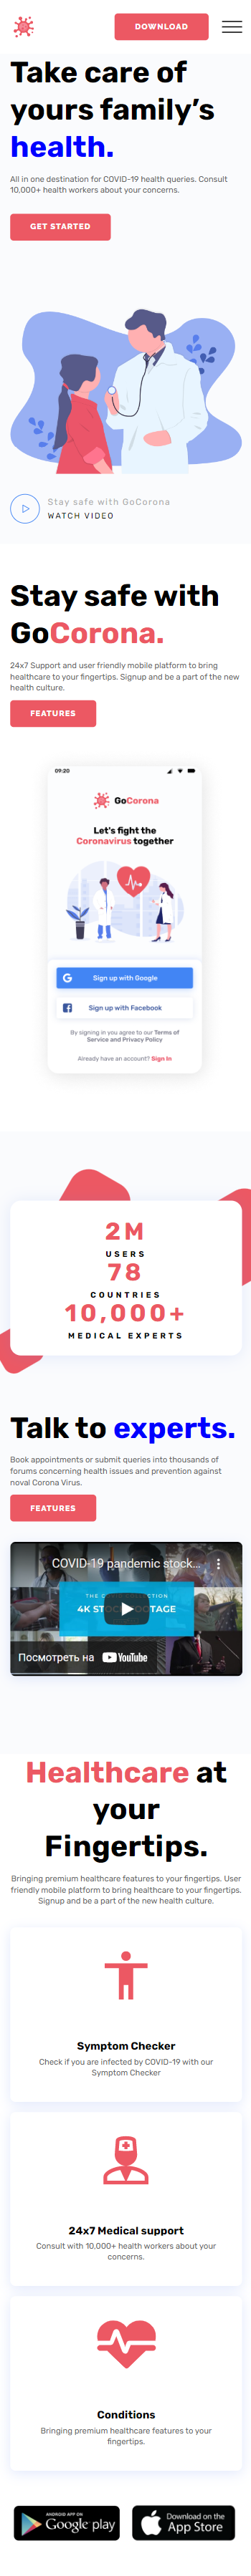 DOWNLOAD
Take care of
yours family's
health.
All in one destination for COVID-19 health queries. Consult
10,000+ health workers about your concerns.
GET STARTED
Stay safe with GoCorona
WATCH VIDEO
Stay safe with
GoCorona.
24x7 Support and user friendly mobile platform to bring
healthcare to your fingertips. Signup and be a part of the new
health culture.
FEATURES
09:20
GoCorona
Let's fight the
Coronavirus together
Sign up with Google
Sign up with Facebook
By signing in you agree to our Terms of
Service and Privacy Policy
Already have an account? Sign In
2M
USERS
78
COUNTRIES
10,000+
MEDICAL EXPERTS
Talk to experts.
Book appointments or submit queries into thousands of
forums concerning health issues and prevention against
noval Corona Virus.
FEATURES
COVID-19 pandemic stock...
4K
Посмотреть на YouTube
Healthcare at
your
Fingertips.
Bringing premium healthcare features to your fingertips. User
friendly mobile platform to bring healthcare to your fingertips.
Signup and be a part of the new health culture.
Symptom Checker
Check if you are infected by COVID-19 with our
Symptom Checker
24x7 Medical support
Consult with 10,000+ health workers about your
concerns.
Conditions
Bringing premium healthcare features to your
fingertips.
ANDROID APP ON
Google play
Download on the
App Store